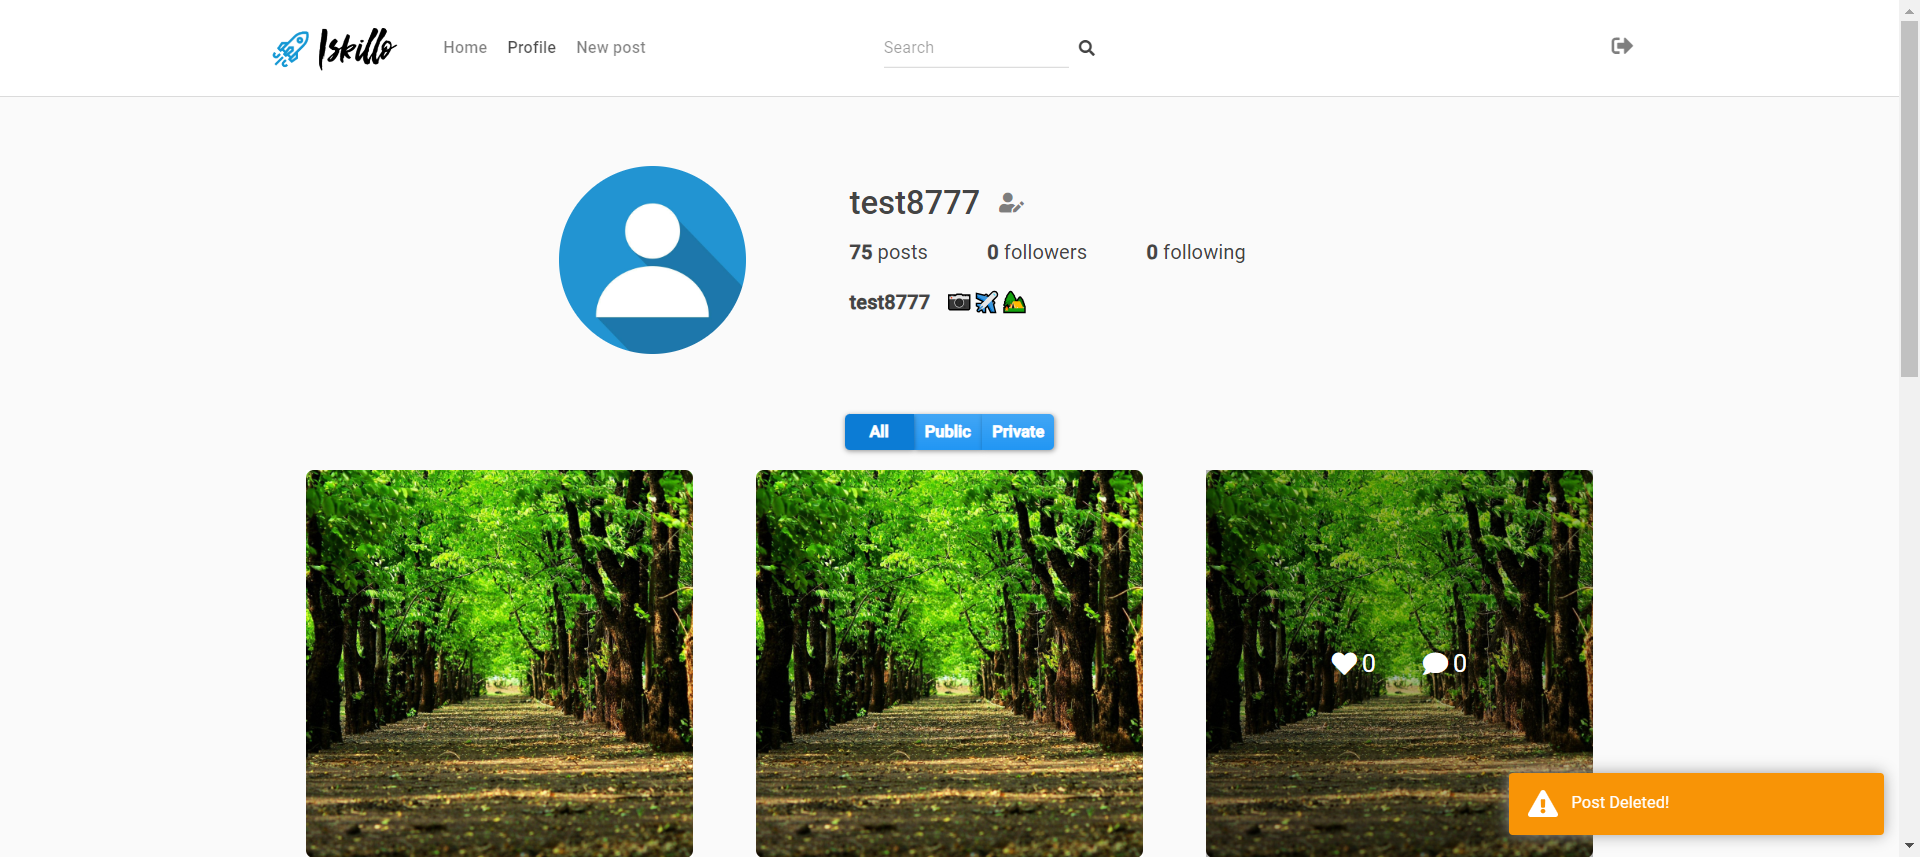 Iskillo
Home Profile New post
Search
test8777
75 posts 0 followers 0 following
test8777
All Public Private
0 0
Post Deleted!